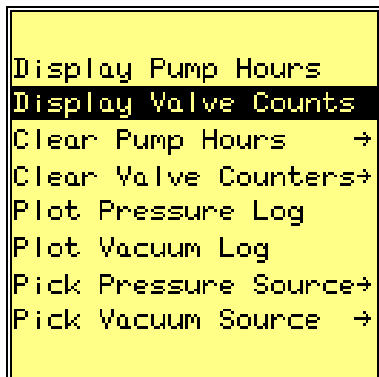 Display Pump Hours
Display Valve Counts
Clear Pump Hours →
Clear Valve Counters→
Plot Pressure Log
Plot Vacuum Log
Pick Pressure Source→
Pick Vacuum Source →